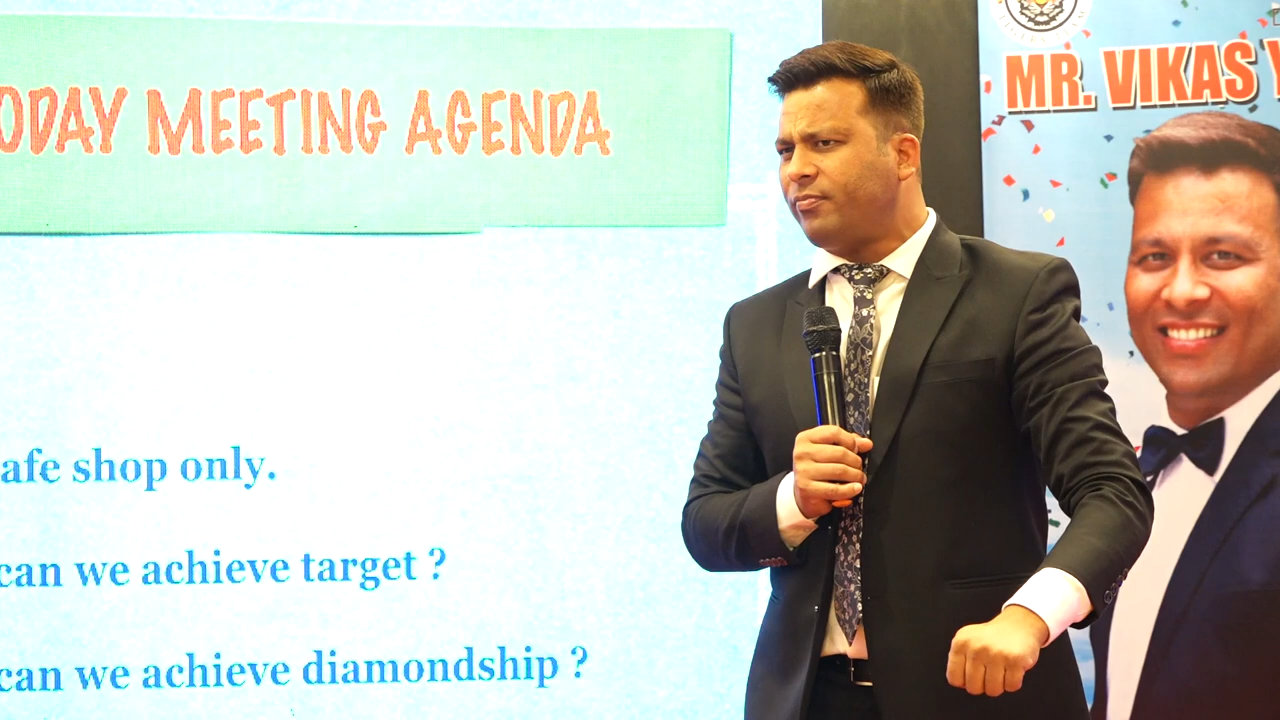 ODAY MEETING AGENDA
afe shop only.
can we achieve target ?
can we achieve diamondship ?
MR. VIKAS Y